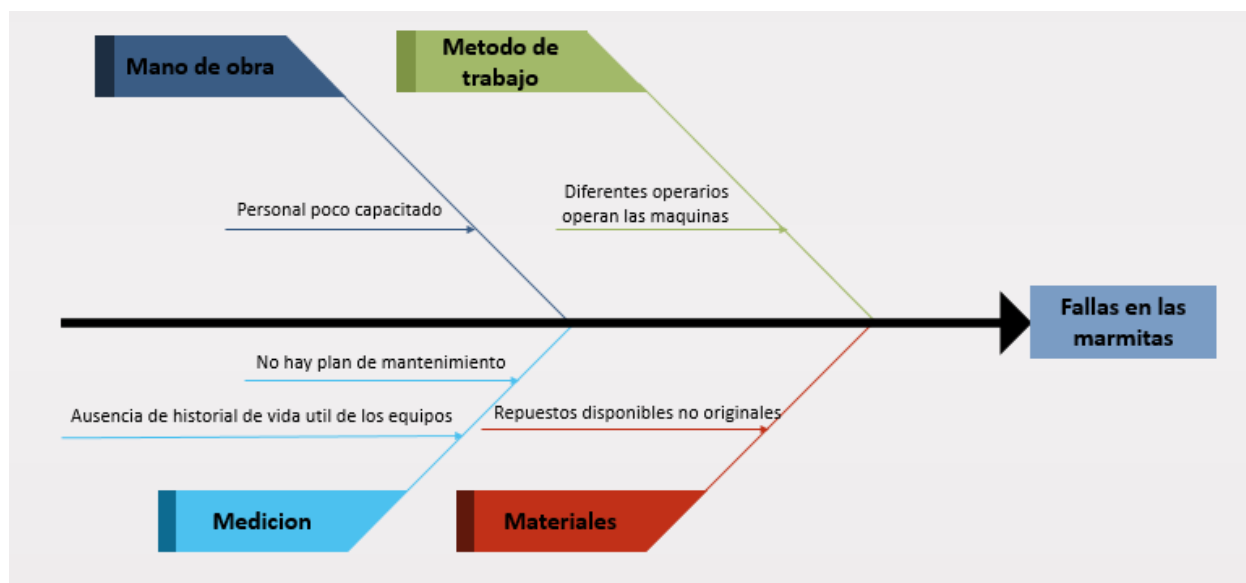 Mano de obra
Metodo de
trabajo
Personal poco capacitado
Diferentes operarios
operan las maquinas
Fallas en las
marmitas
No hay plan de mantenimiento
Ausencia de historial de vida util de los equipos
Repuestos disponibles no originales
Medicion
Materiales